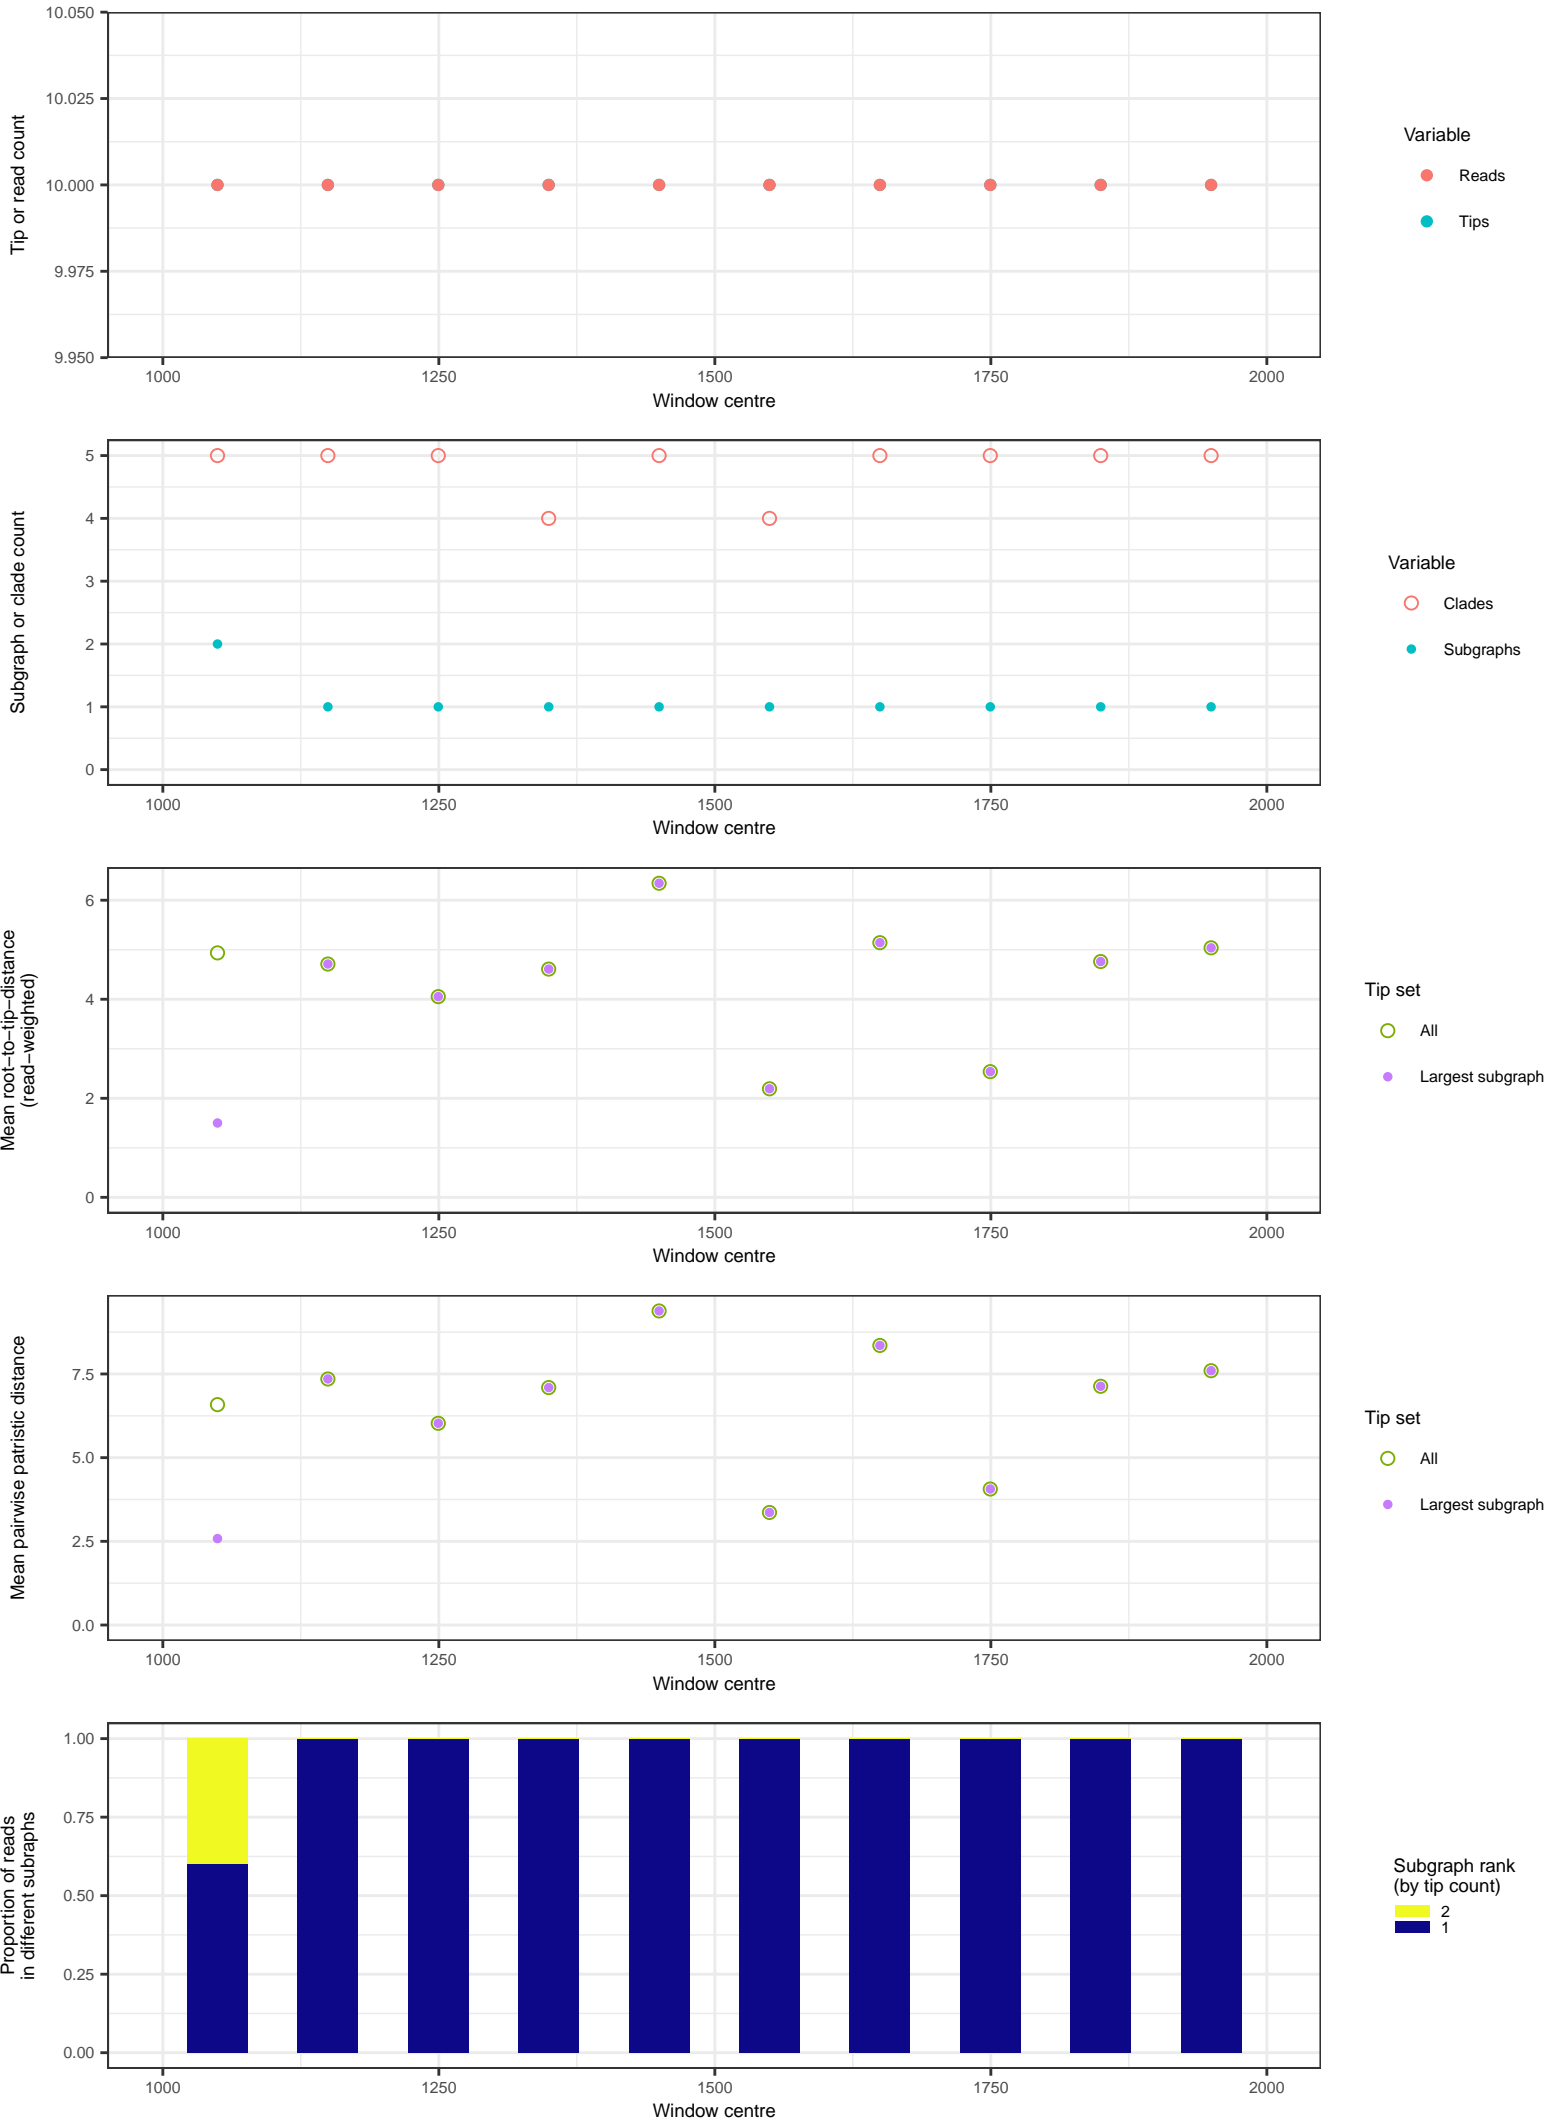 10.050
10.025
10.000
9.975
9.950
Tip or read count
1000 1250 1500 1750 2000
Window centre
Variable
Reads
Tips
5
4
3
2
1
0
Subgraph or clade count
1000 1250 1500 1750 2000
Window centre
Variable
Clades
Subgraphs
6
4
2
0
Mean root−to−tip−distance
(read−weighted)
1000 1250 1500 1750 2000
Window centre
Tip set
All
Largest subgraph
7.5
5.0
2.5
0.0
Mean pairwise patristic distance
1000 1250 1500 1750 2000
Window centre
Tip set
All
Largest subgraph
1.00
0.75
0.50
0.25
0.00
Proportion of reads
in different subraphs
1000 1250 1500 1750 2000
Window centre
Subgraph rank
(by tip count)
2
1